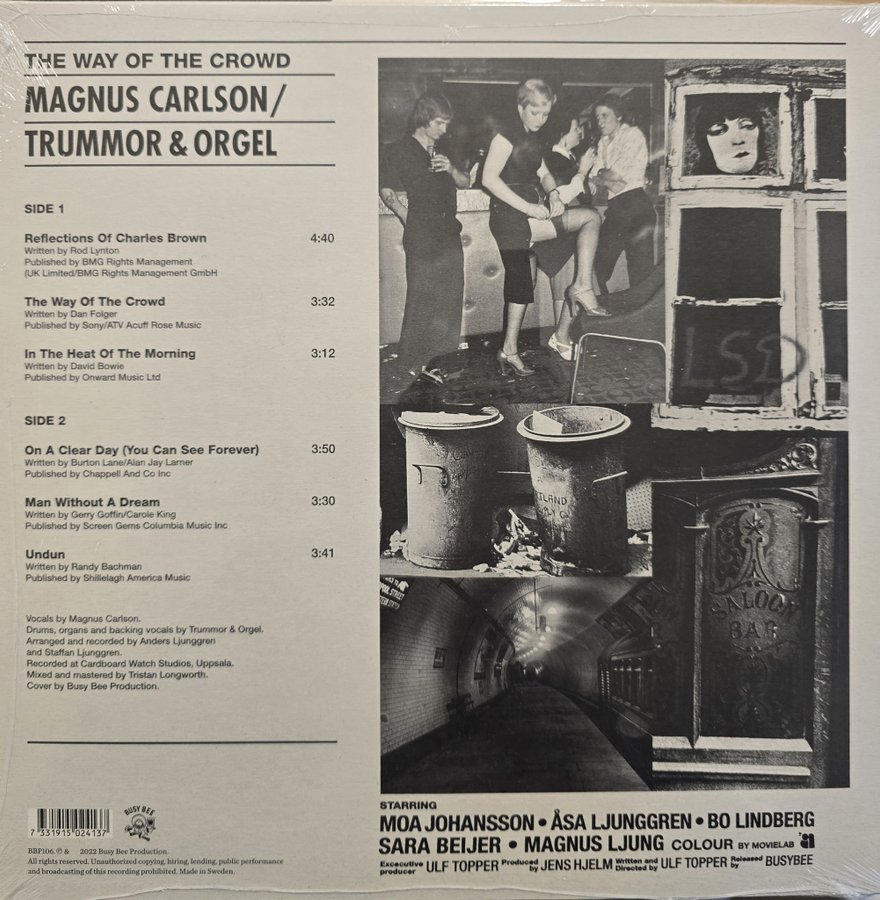 THE WAY OF THE CROWD
MAGNUS CARLSON/
TRUMMOR & ORGEL
SIDE 1
Reflections Of Charles Brown 4:40
Written by Rod Lynton
Published by BMG Rights Management
(UK Limited/BMG Rights Management GmbH
The Way Of The Crowd 3:32
Written by Dan Folger
Published by Sony/ATV Acuff Rose Music
In The Heat Of The Morning 3:12
Written by David Bowie
Published by Onward Music Ltd
SIDE 2
On A Clear Day (You Can See Forever) 3:50
Written by Burton Lane/Alan Jay Larner
Published by Chappell And Co Inc
Man Without A Dream 3:30
Written by Gerry Goffin/Carole King
Published by Screen Gems Columbia Music Inc
Undun 3:41
Written by Randy Bachman
Published by Shillelagh America Music
Vocals by Magnus Carlson.
Drums, organs and backing vocals by Trummor & Orgel.
Arranged and recorded by Anders Ljunggren
and Staffan Ljunggren.
Recorded at Cardboard Watch Studios, Uppsala.
Mixed and mastered by Tristan Longworth.
Cover by Busy Bee Production.
LSD
SALOON
BAR
7 331915 024137
BUSY BEE
BBP106. ℗ & 2022 Busy Bee Production.
All rights reserved. Unauthorized copying, hiring, lending, public performance
and broadcasting of this recording prohibited. Made in Sweden.
STARRING
MOA JOHANSSON • ÅSA LJUNGGREN • BO LINDBERG
SARA BEIJER • MAGNUS LJUNG COLOUR BY MOVIELAB
Excecutive producer ULF TOPPER Produced by JENS HJELM Written and Directed by ULF TOPPER Released by BUSYBEE